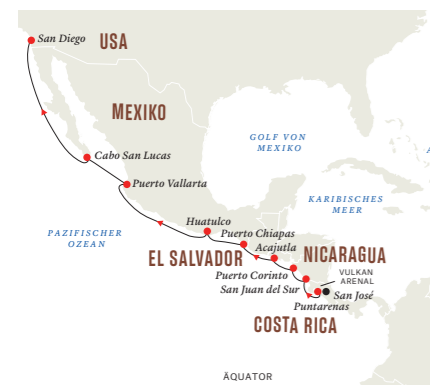 San Diego
USA
MEXIKO
GOLF VON
MEXIKO
Cabo San Lucas
Puerto Vallarta
KARIBISCHES
MEER
Huatulco
PAZIFISCHER
OZEAN
Puerto Chiapas
Acajutla
EL SALVADOR
NICARAGUA
Puerto Corinto
VULKAN
ARENAL
San Juan del Sur
San José
Puntarenas
COSTA RICA
ÄQUATOR